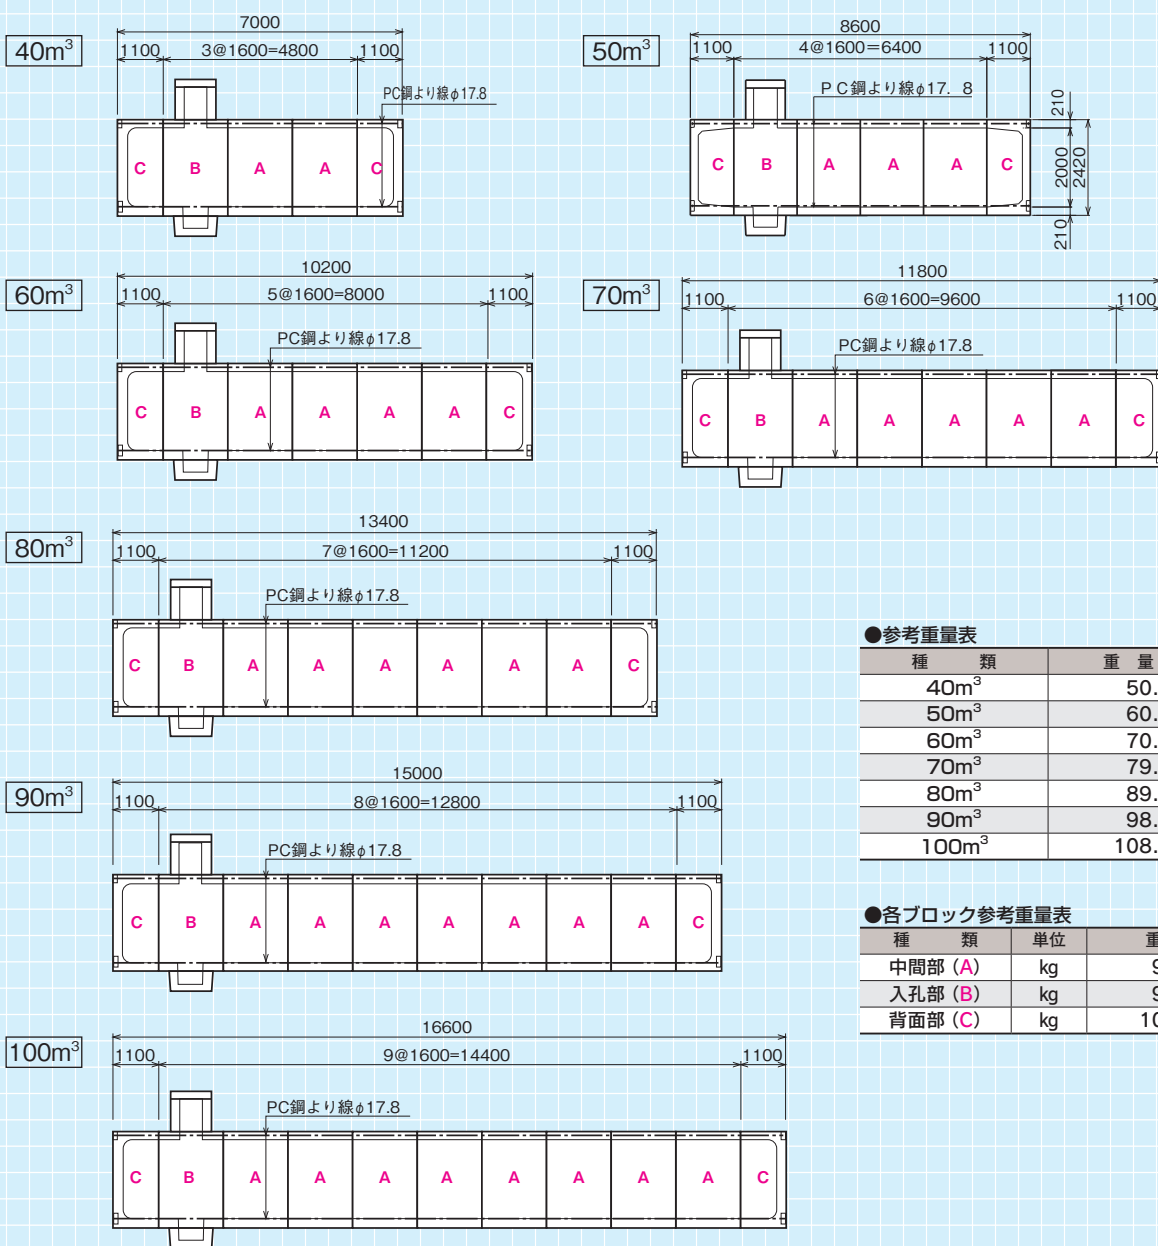 40m³
7000
1100 3@1600=4800 1100
PC鋼より線φ17.8
C B A A C
50m³
8600
1100 4@1600=6400 1100
PC鋼より線φ17.8
C B A A A C
210
2000
2420
210
60m³
10200
1100 5@1600=8000 1100
PC鋼より線φ17.8
C B A A A A C
70m³
11800
1100 6@1600=9600 1100
PC鋼より線φ17.8
C B A A A A A C
80m³
13400
1100 7@1600=11200 1100
PC鋼より線φ17.8
C B A A A A A A C
90m³
15000
1100 8@1600=12800 1100
PC鋼より線φ17.8
C B A A A A A A A C
100m³
16600
1100 9@1600=14400 1100
PC鋼より線φ17.8
C B A A A A A A A A C
●参考重量表
種 類 重 量
40m³ 50.
50m³ 60.
60m³ 70.
70m³ 79.
80m³ 89.
90m³ 98.
100m³ 108.
●各ブロック参考重量表
種 類 単位 重
中間部(A) kg 9
入孔部(B) kg 9
背面部(C) kg 10